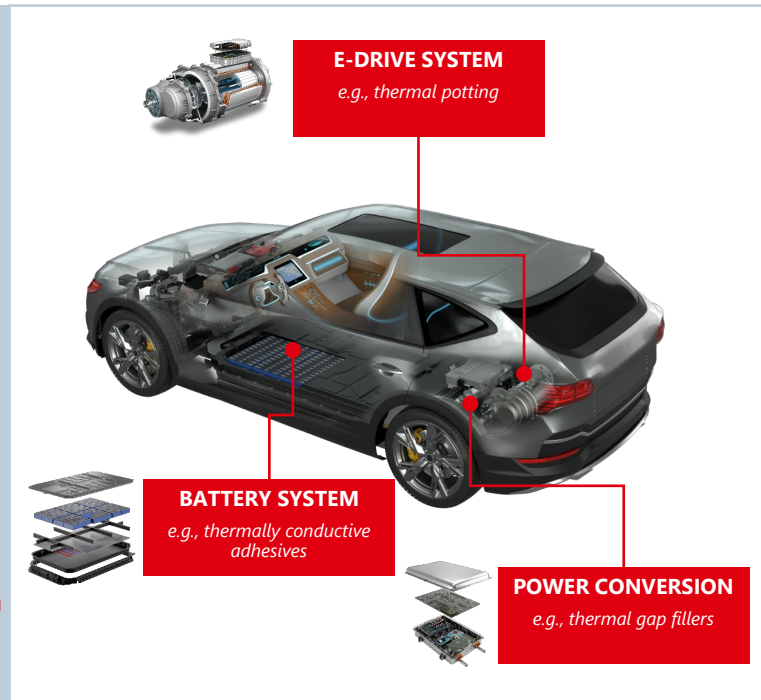 E-DRIVE SYSTEM
e.g., thermal potting
BATTERY SYSTEM
e.g., thermally conductive
adhesives
POWER CONVERSION
e.g., thermal gap fillers